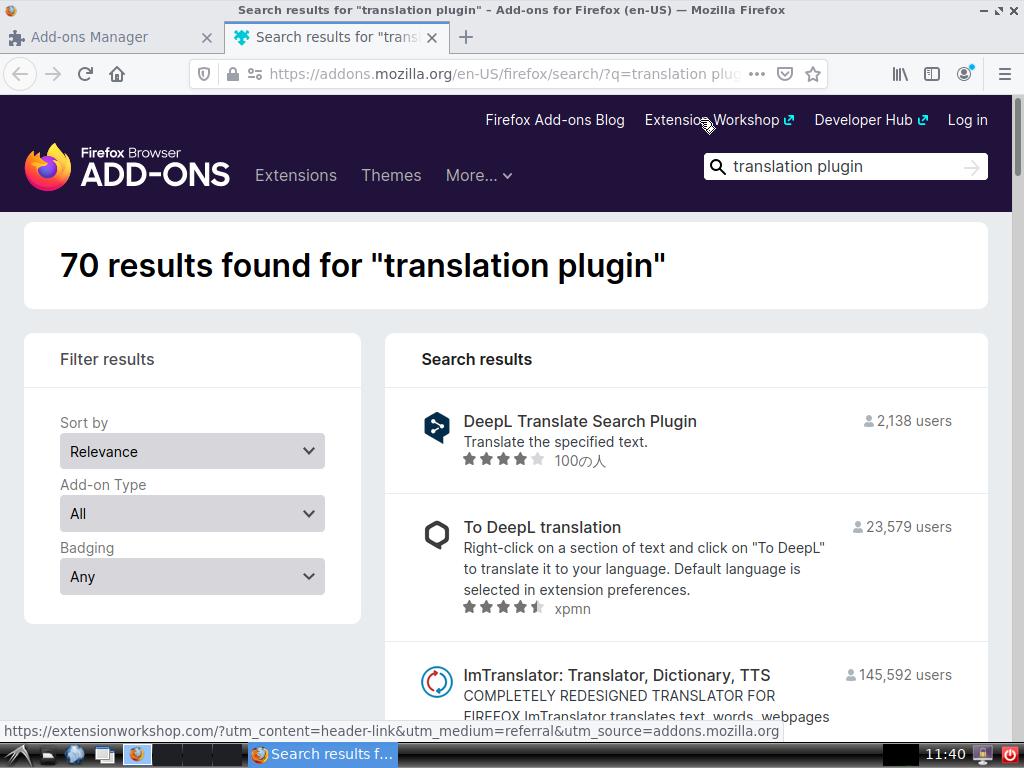 Search results for "translation plugin" – Add-ons for Firefox (en-US) — Mozilla Firefox
Add-ons Manager
Search results for "trans
https://addons.mozilla.org/en-US/firefox/search/?q=translation plug
Firefox Add-ons Blog
Extension Workshop
Developer Hub
Log in
Firefox Browser
ADD-ONS
Extensions
Themes
More...
translation plugin
70 results found for "translation plugin"
Filter results
Sort by
Relevance
Add-on Type
All
Badging
Any
Search results
DeepL Translate Search Plugin
2,138 users
Translate the specified text.
100の人
To DeepL translation
23,579 users
Right-click on a section of text and click on "To DeepL"
to translate it to your language. Default language is
selected in extension preferences.
xpmn
ImTranslator: Translator, Dictionary, TTS
145,592 users
COMPLETELY REDESIGNED TRANSLATOR FOR
FIREFOX ImTranslator translates text, words, webpages
https://extensionworkshop.com/?utm_content=header-link&utm_medium=referral&utm_source=addons.mozilla.org
Search results f...
11:40